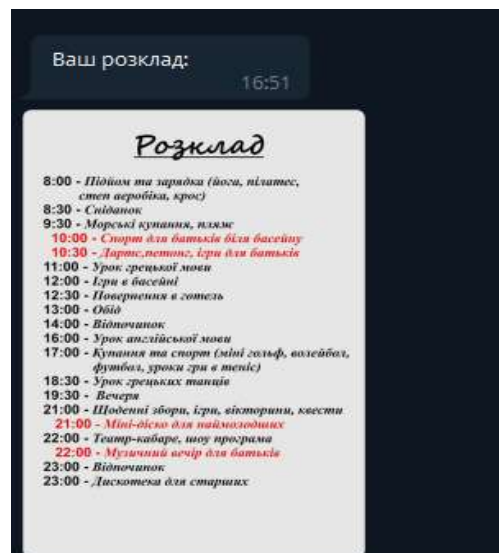 Ваш розклад:
16:51
Розклад
8:00 - Підйом та зарядка (йога, пілатес,
степ аеробіка, крос)
8:30 - Сніданок
9:30 - Морські купання, пляж
10:00 - Спорт для батьків біля басейну
10:30 - Дартс,петонг, ігри для батьків
11:00 - Урок грецької мови
12:00 - Ігри в басейні
12:30 - Повернення в готель
13:00 - Обід
14:00 - Відпочинок
16:00 - Урок англійської мови
17:00 - Купання та спорт (міні гольф, волейбол,
футбол, уроки гри в теніс)
18:30 - Урок грецьких танців
19:30 - Вечеря
21:00 - Щоденні збори, ігри, вікторини, квести
21:00 - Міні-діско для наймолодших
22:00 - Театр-кабаре, шоу програма
22:00 - Музичний вечір для батьків
23:00 - Відпочинок
23:00 - Дискотека для старших